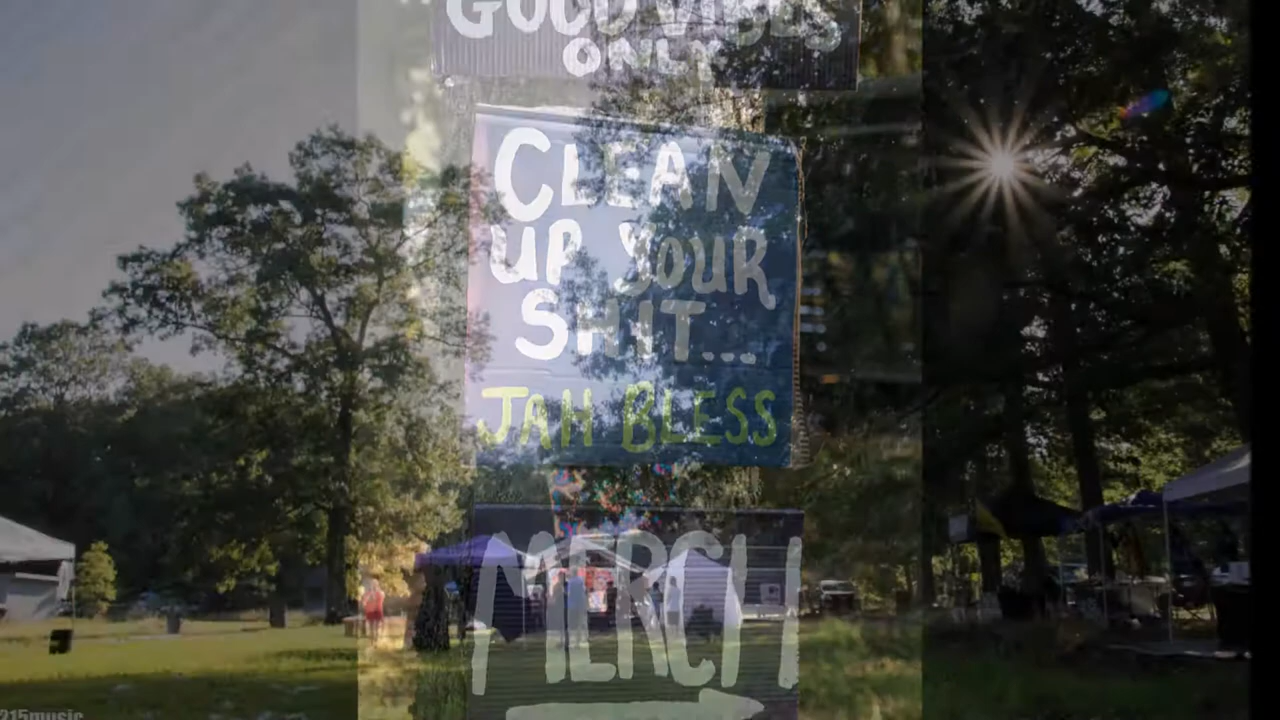 GOOD VIBES
ONLY
CLEAN
UP YOUR
SHIT...
JAH BLESS
MERCH
215music